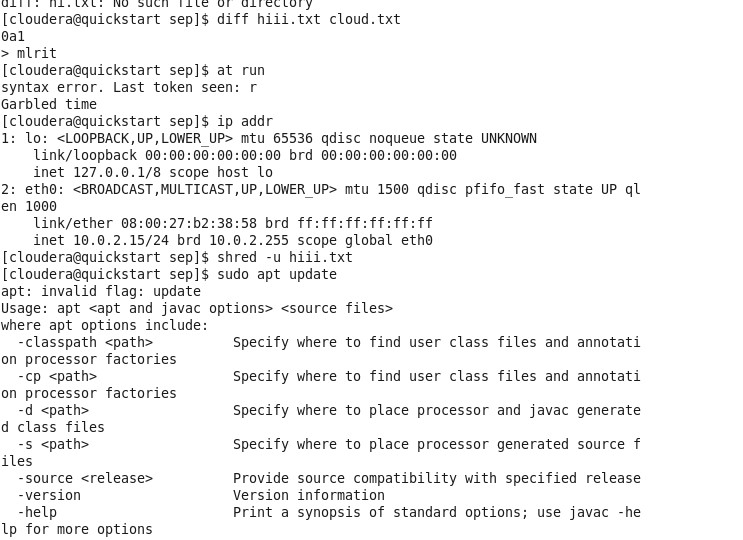 diff: hi.txt: No such file or directory
[cloudera@quickstart sep]$ diff hiii.txt cloud.txt
0a1
> mlrit
[cloudera@quickstart sep]$ at run
syntax error. Last token seen: r
Garbled time
[cloudera@quickstart sep]$ ip addr
1: lo: <LOOPBACK,UP,LOWER_UP> mtu 65536 qdisc noqueue state UNKNOWN
    link/loopback 00:00:00:00:00:00 brd 00:00:00:00:00:00
    inet 127.0.0.1/8 scope host lo
2: eth0: <BROADCAST,MULTICAST,UP,LOWER_UP> mtu 1500 qdisc pfifo_fast state UP ql
en 1000
    link/ether 08:00:27:b2:38:58 brd ff:ff:ff:ff:ff:ff
    inet 10.0.2.15/24 brd 10.0.2.255 scope global eth0
[cloudera@quickstart sep]$ shred -u hiii.txt
[cloudera@quickstart sep]$ sudo apt update
apt: invalid flag: update
Usage: apt <apt and javac options> <source files>
where apt options include:
  -classpath <path>          Specify where to find user class files and annotati
on processor factories
  -cp <path>                 Specify where to find user class files and annotati
on processor factories
  -d <path>                  Specify where to place processor and javac generate
d class files
  -s <path>                  Specify where to place processor generated source f
iles
  -source <release>          Provide source compatibility with specified release
  -version                   Version information
  -help                      Print a synopsis of standard options; use javac -he
lp for more options